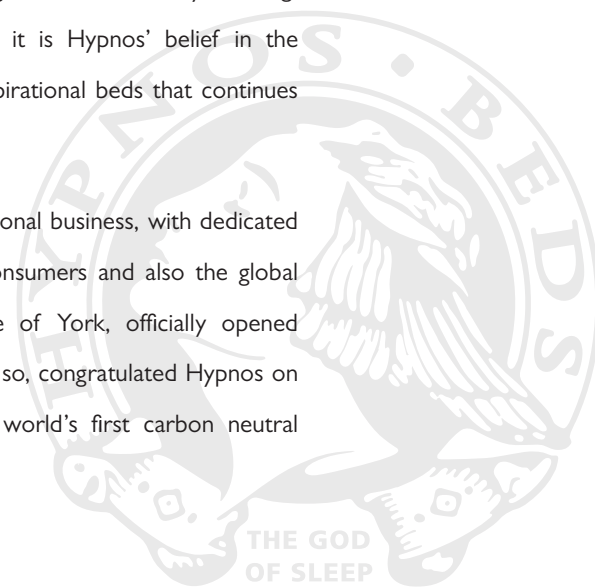 it is Hypnos’ belief in the
pirational beds that continues
onal business, with dedicated
onsumers and also the global
e of York, officially opened
so, congratulated Hypnos on
world’s first carbon neutral
HYPNOS • BEDS
THE GOD
OF SLEEP